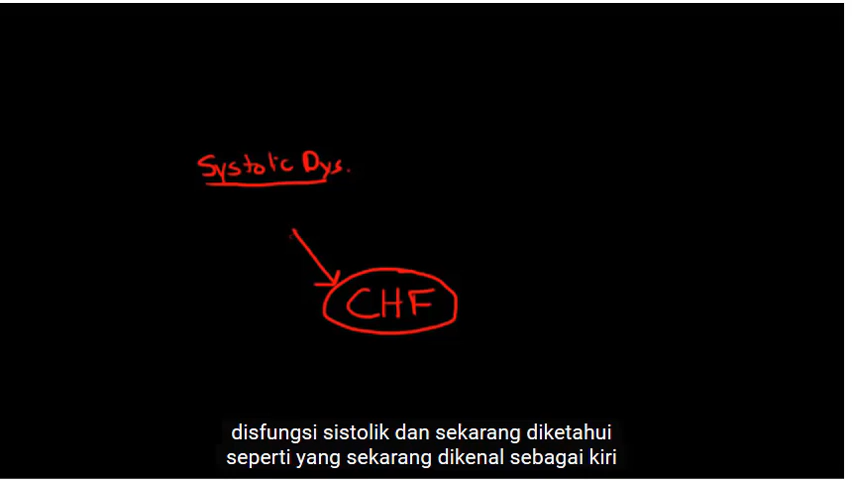 Systolic Dys.
CHF
disfungsi sistolik dan sekarang diketahui
seperti yang sekarang dikenal sebagai kiri